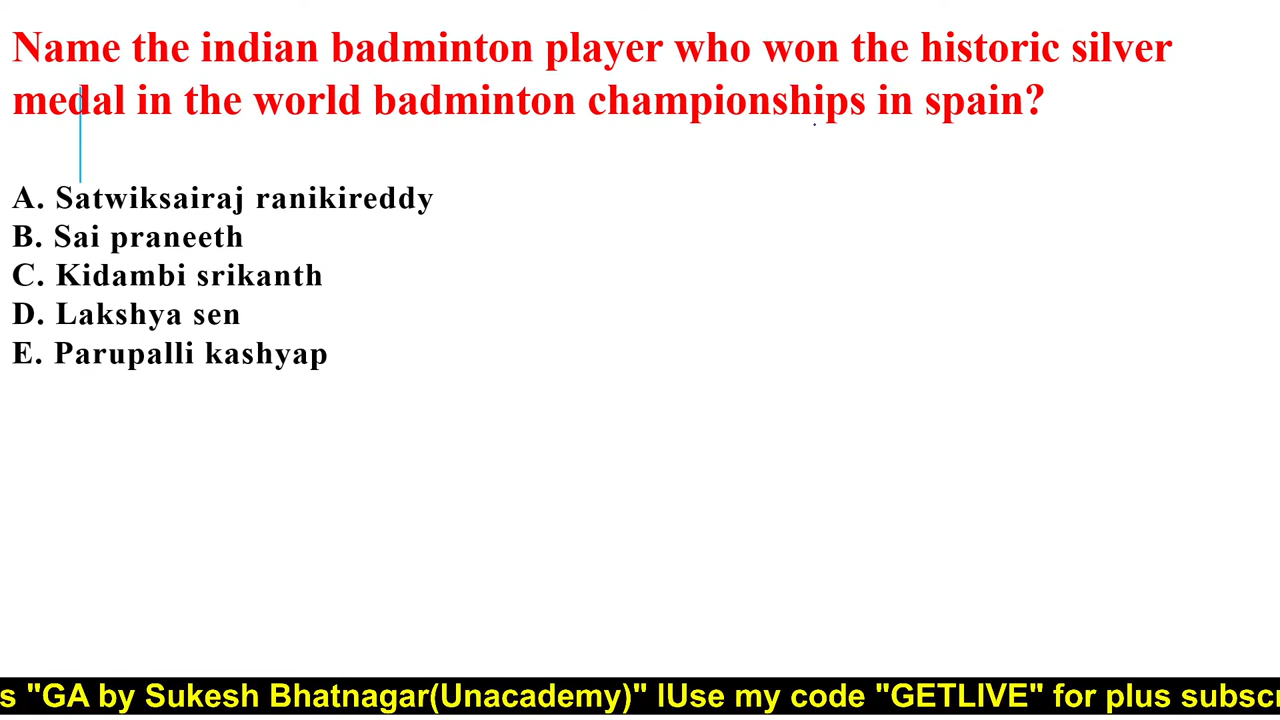 Name the indian badminton player who won the historic silver
medal in the world badminton championships in spain?
A. Satwiksairaj ranikireddy
B. Sai praneeth
C. Kidambi srikanth
D. Lakshya sen
E. Parupalli kashyap
s "GA by Sukesh Bhatnagar(Unacademy)" lUse my code "GETLIVE" for plus subsc